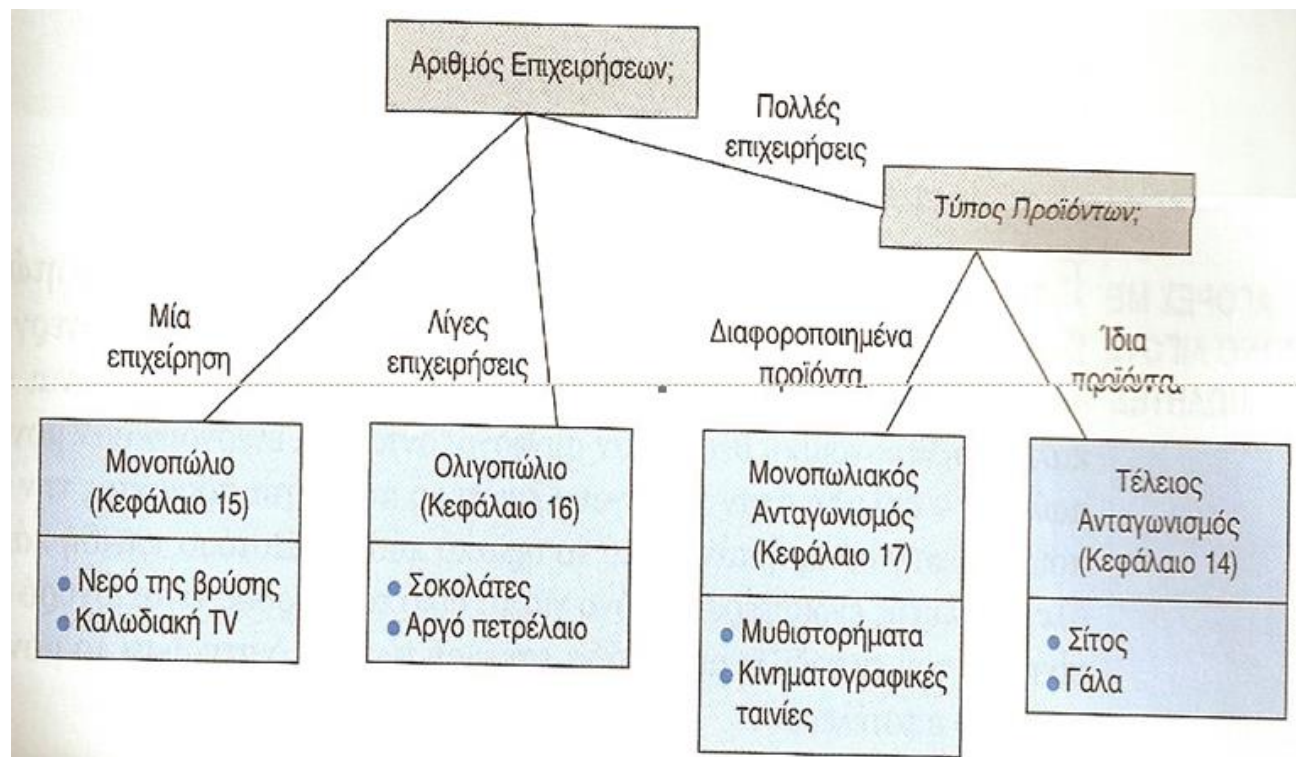 Αριθμός Επιχειρήσεων;
Πολλές
επιχειρήσεις
Τύπος Προϊόντων;
Μία
επιχείρηση
Λίγες
επιχειρήσεις
Διαφοροποιημένα
προϊόντα
Ίδια
προϊόντα
Μονοπώλιο
(Κεφάλαιο 15)
• Νερό της βρύσης
• Καλωδιακή TV
Ολιγοπώλιο
(Κεφάλαιο 16)
• Σοκολάτες
• Αργό πετρέλαιο
Μονοπωλιακός
Ανταγωνισμός
(Κεφάλαιο 17)
• Μυθιστορήματα
• Κινηματογραφικές
ταινίες
Τέλειος
Ανταγωνισμός
(Κεφάλαιο 14)
• Σίτος
• Γάλα